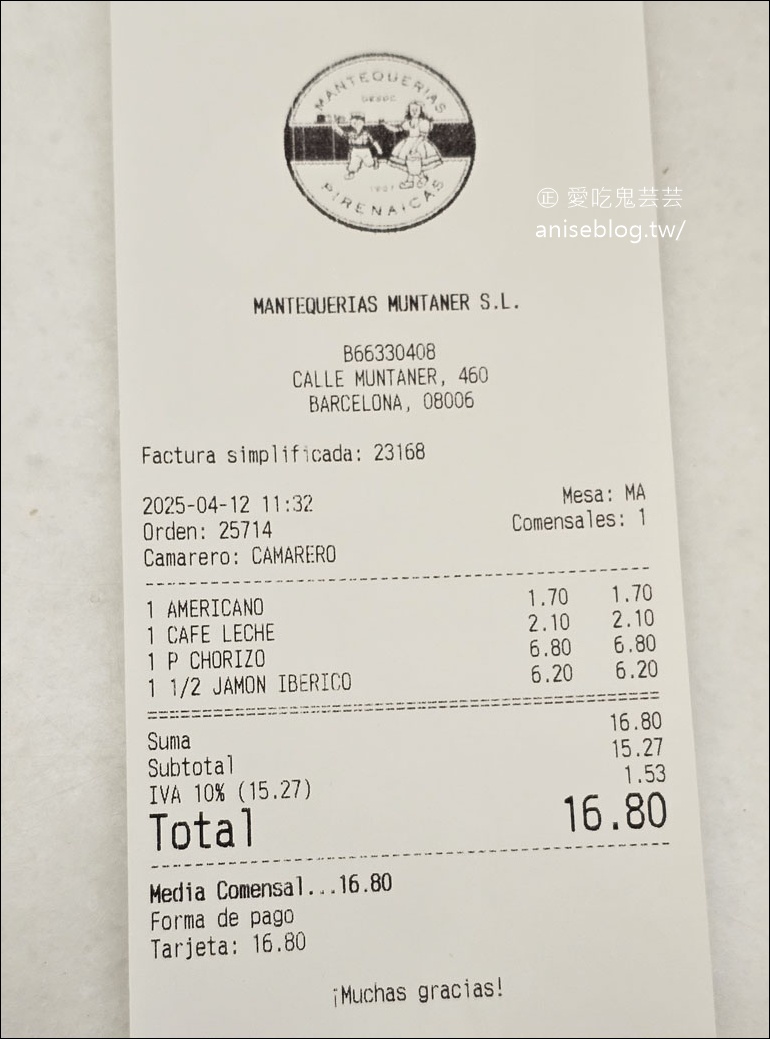 MANTEQUERIAS
DESDE
PIRENAICAS
㊣ 愛吃鬼芸芸
aniseblog.tw/
MANTEQUERIAS MUNTANER S.L.
B66330408
CALLE MUNTANER, 460
BARCELONA, 08006
Factura simplificada: 23168
2025-04-12 11:32 Mesa: MA
Orden: 25714 Comensales: 1
Camarero: CAMARERO
1 AMERICANO 1.70 1.70
1 CAFE LECHE 2.10 2.10
1 P CHORIZO 6.80 6.80
1 1/2 JAMON IBERICO 6.20 6.20
Suma 16.80
Subtotal 15.27
IVA 10% (15.27) 1.53
Total 16.80
Media Comensal...16.80
Forma de pago
Tarjeta: 16.80
¡Muchas gracias!